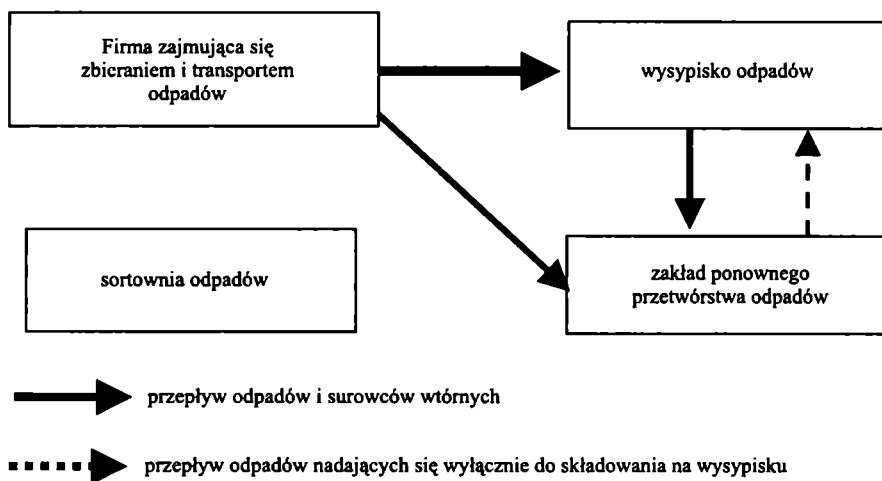 Firma zajmująca się
zbieraniem i transportem
odpadów
wysypisko odpadów
sortownia odpadów
zakład ponownego
przetwórstwa odpadów
przepływ odpadów i surowców wtórnych
przepływ odpadów nadających się wyłącznie do składowania na wysypisku